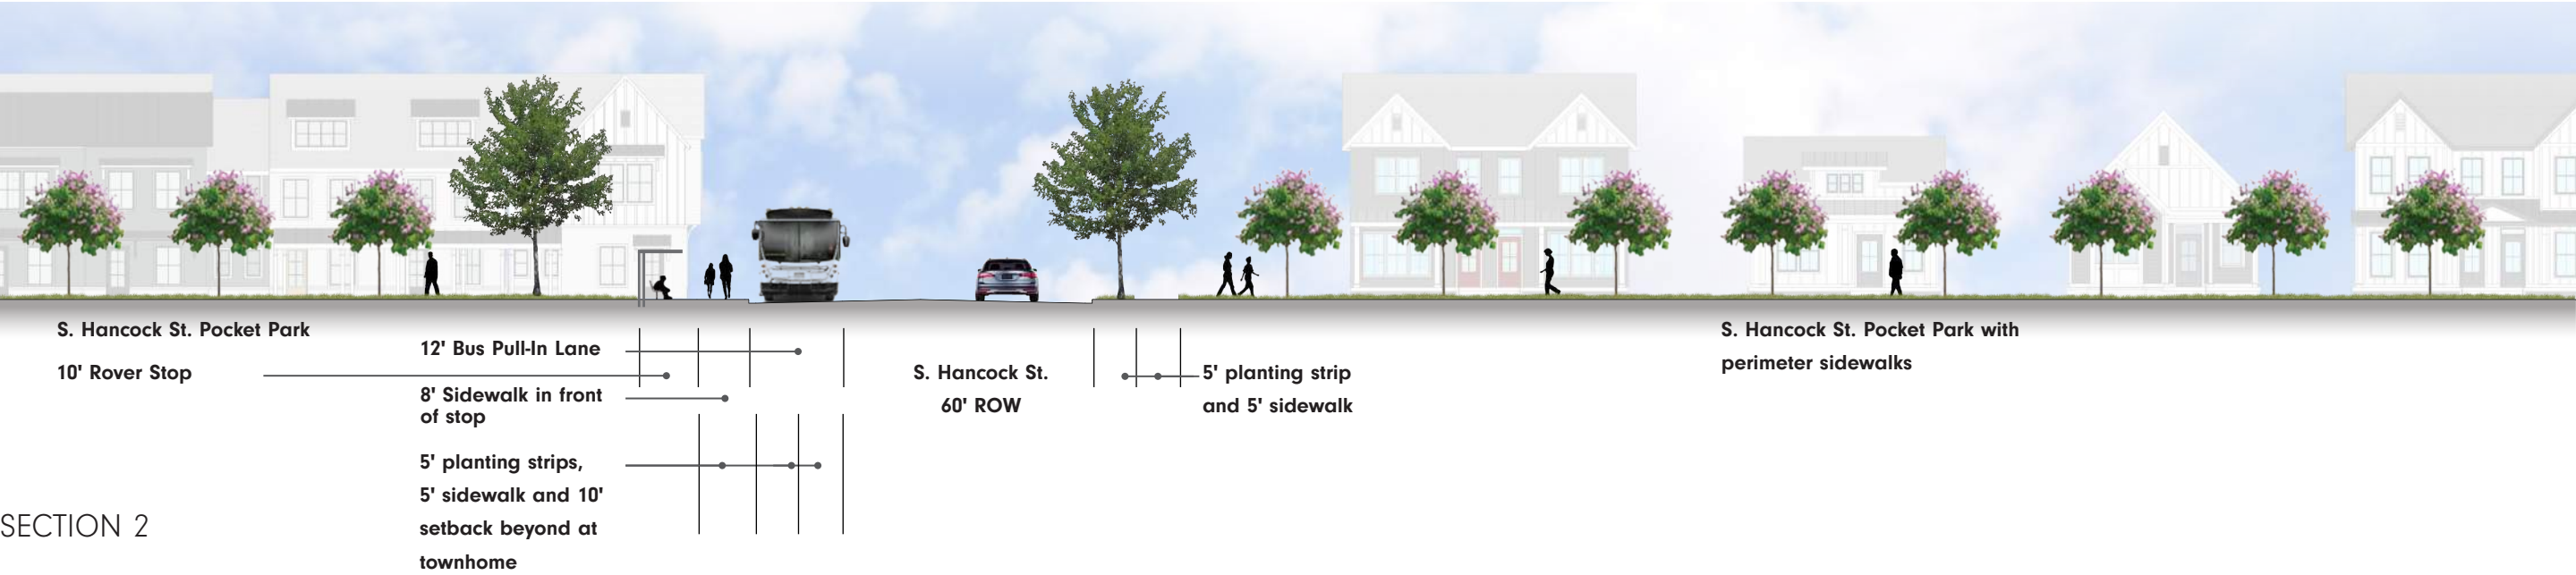 S. Hancock St. Pocket Park
10' Rover Stop
12' Bus Pull-In Lane
8' Sidewalk in front
of stop
5' planting strips,
5' sidewalk and 10'
setback beyond at
townhome
S. Hancock St.
60' ROW
5' planting strip
and 5' sidewalk
S. Hancock St. Pocket Park with
perimeter sidewalks
SECTION 2